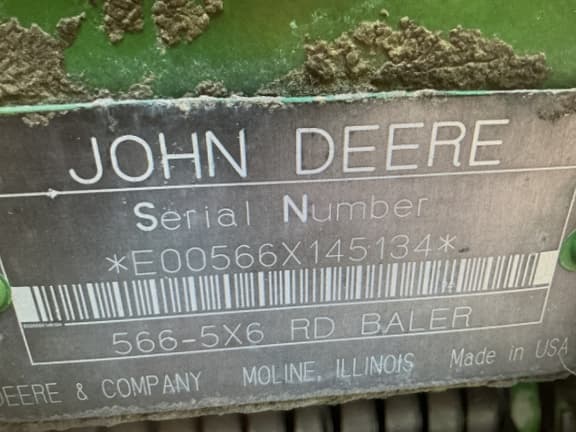 JOHN DEERE
Serial Number
*E00566X145134*
566-5X6 RD BALER
DEERE & COMPANY MOLINE, ILLINOIS Made in USA